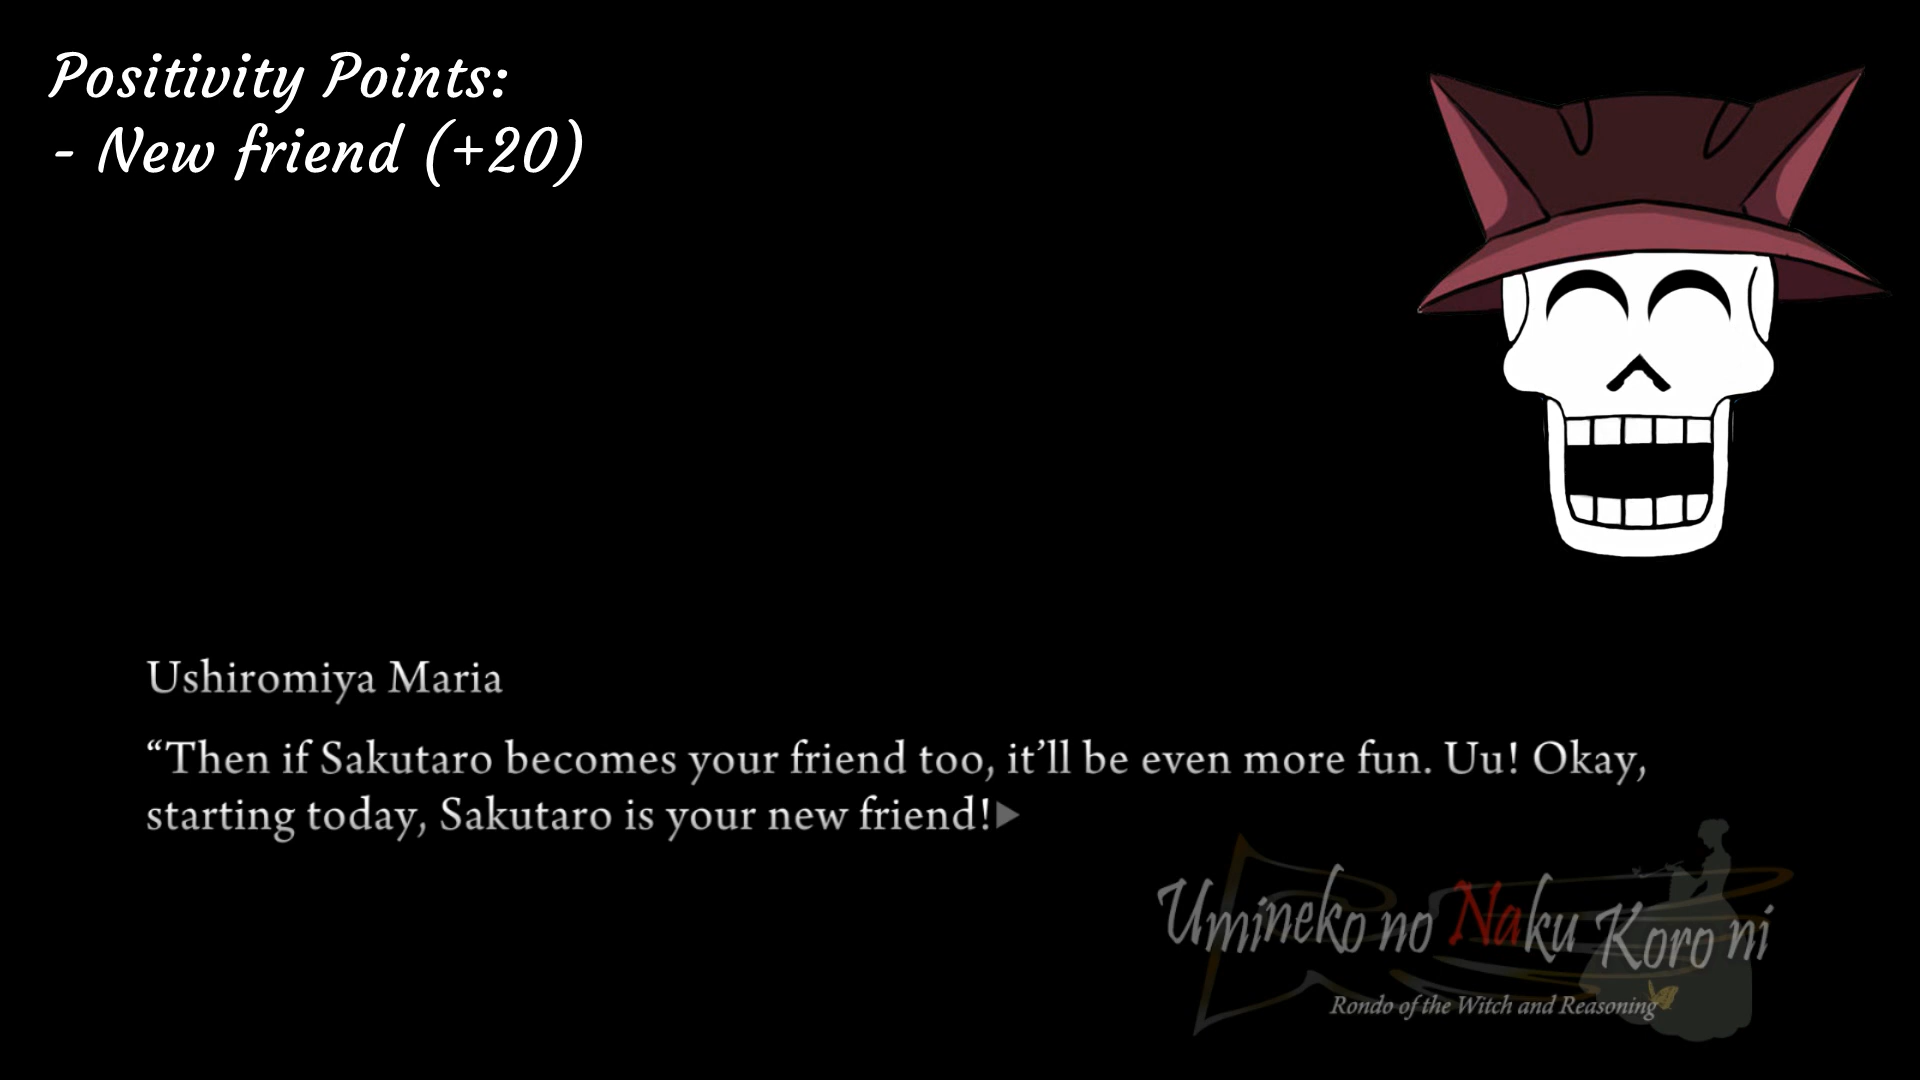 Positivity Points:
- New friend (+20)
Ushiromiya Maria
“Then if Sakutaro becomes your friend too, it’ll be even more fun. Uu! Okay,
starting today, Sakutaro is your new friend!
Umineko no Naku Koro ni
Rondo of the Witch and Reasoning